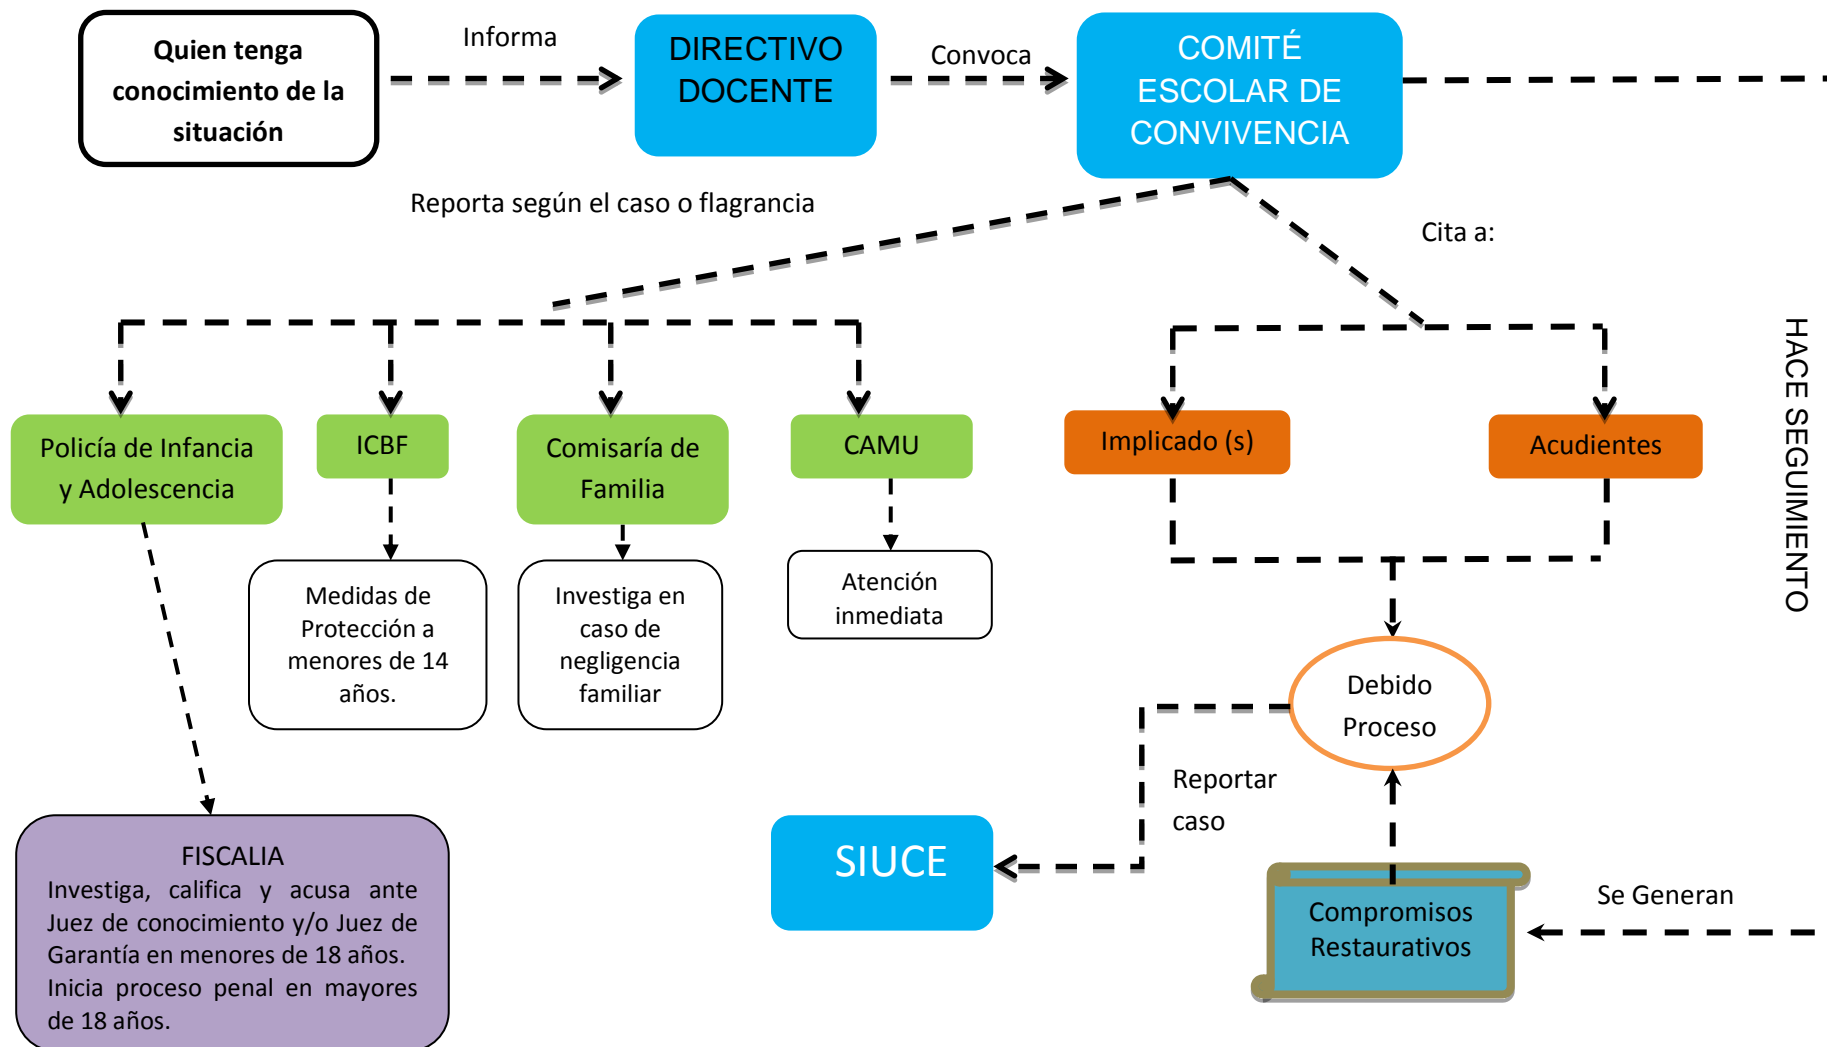 Quien tenga
conocimiento de la
situación
Informa
DIRECTIVO
DOCENTE
Convoca
COMITÉ
ESCOLAR DE
CONVIVENCIA
Reporta según el caso o flagrancia
Cita a:
HACE SEGUIMIENTO
Policía de Infancia
y Adolescencia
ICBF
Comisaría de
Familia
CAMU
Implicado (s)
Acudientes
Medidas de
Protección a
menores de 14
años.
Investiga en
caso de
negligencia
familiar
Atención
inmediata
Debido
Proceso
Reportar
caso
SIUCE
FISCALIA
Investiga, califica y acusa ante
Juez de conocimiento y/o Juez de
Garantía en menores de 18 años.
Inicia proceso penal en mayores
de 18 años.
Compromisos
Restaurativos
Se Generan